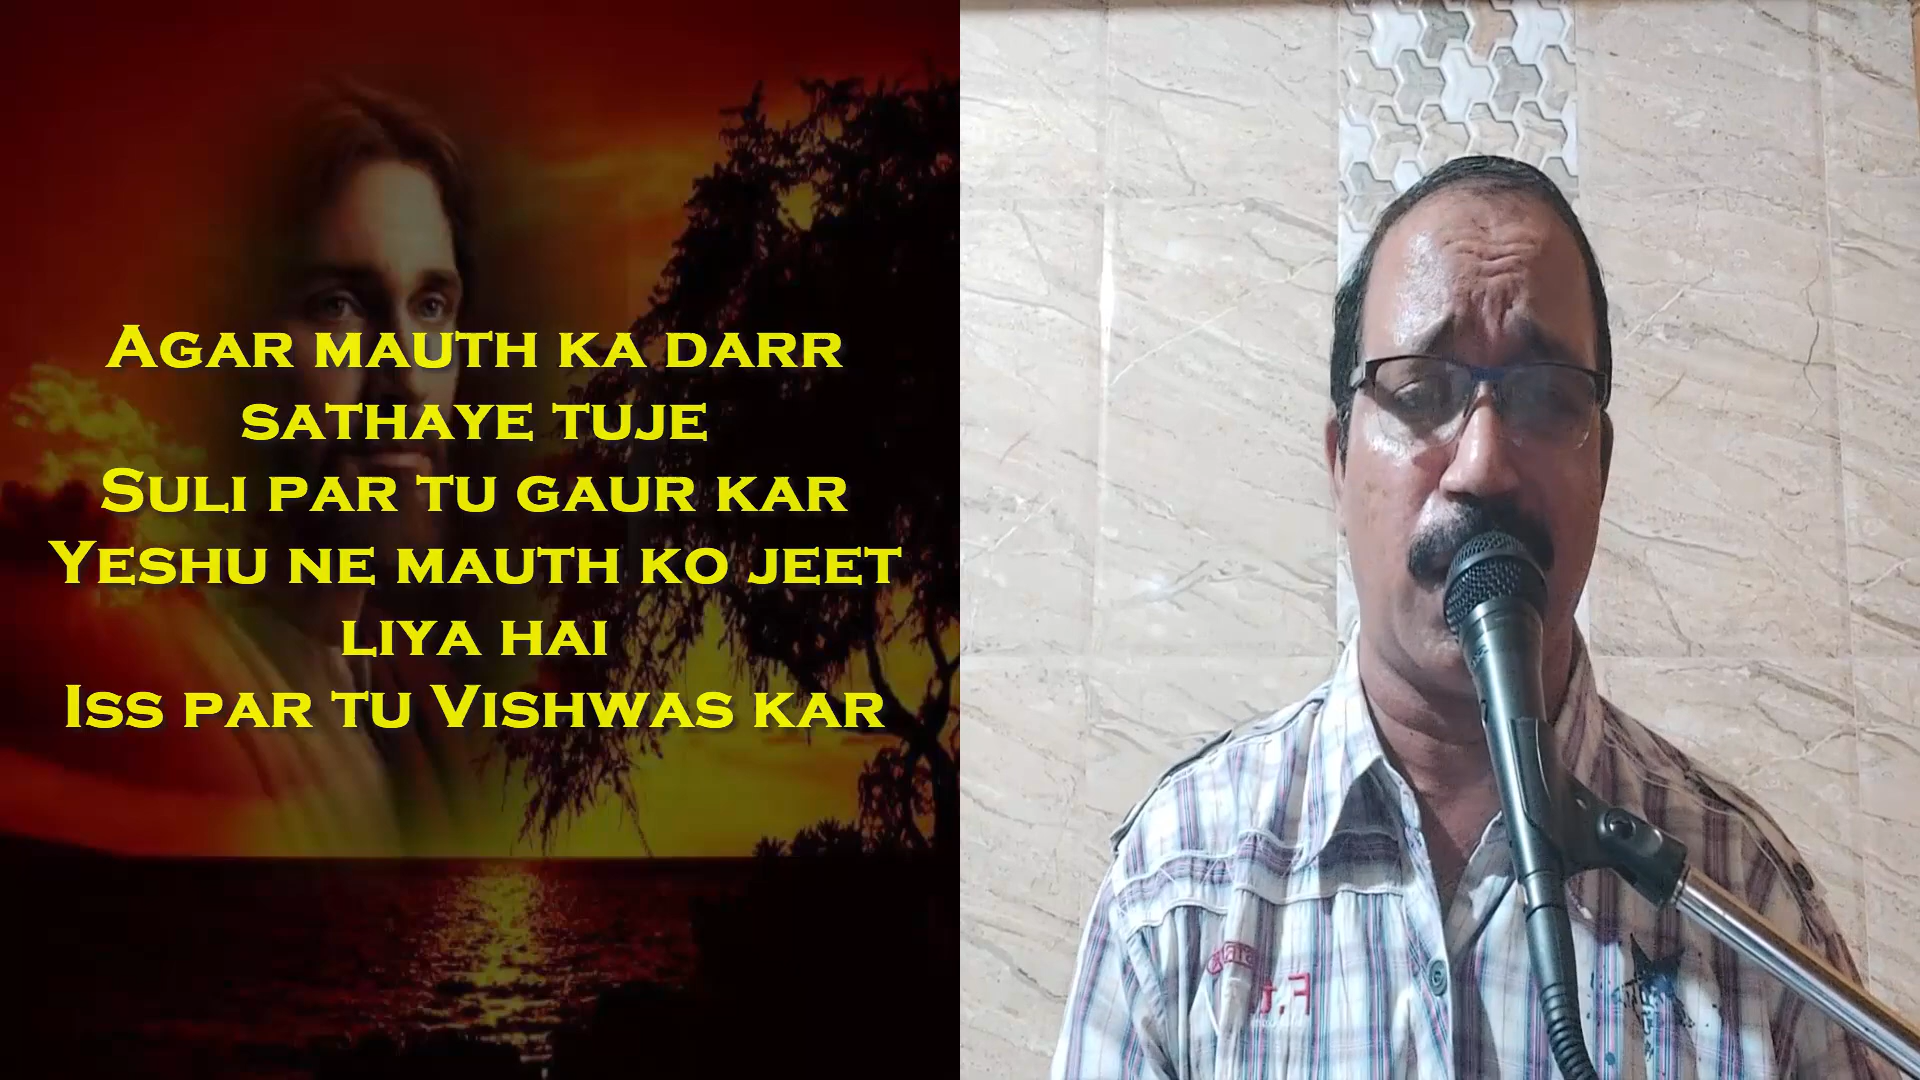 Agar mauth ka darr
sathaye tuje
Suli par tu gaur kar
Yeshu ne mauth ko jeet
liya hai
Iss par tu Vishwas kar